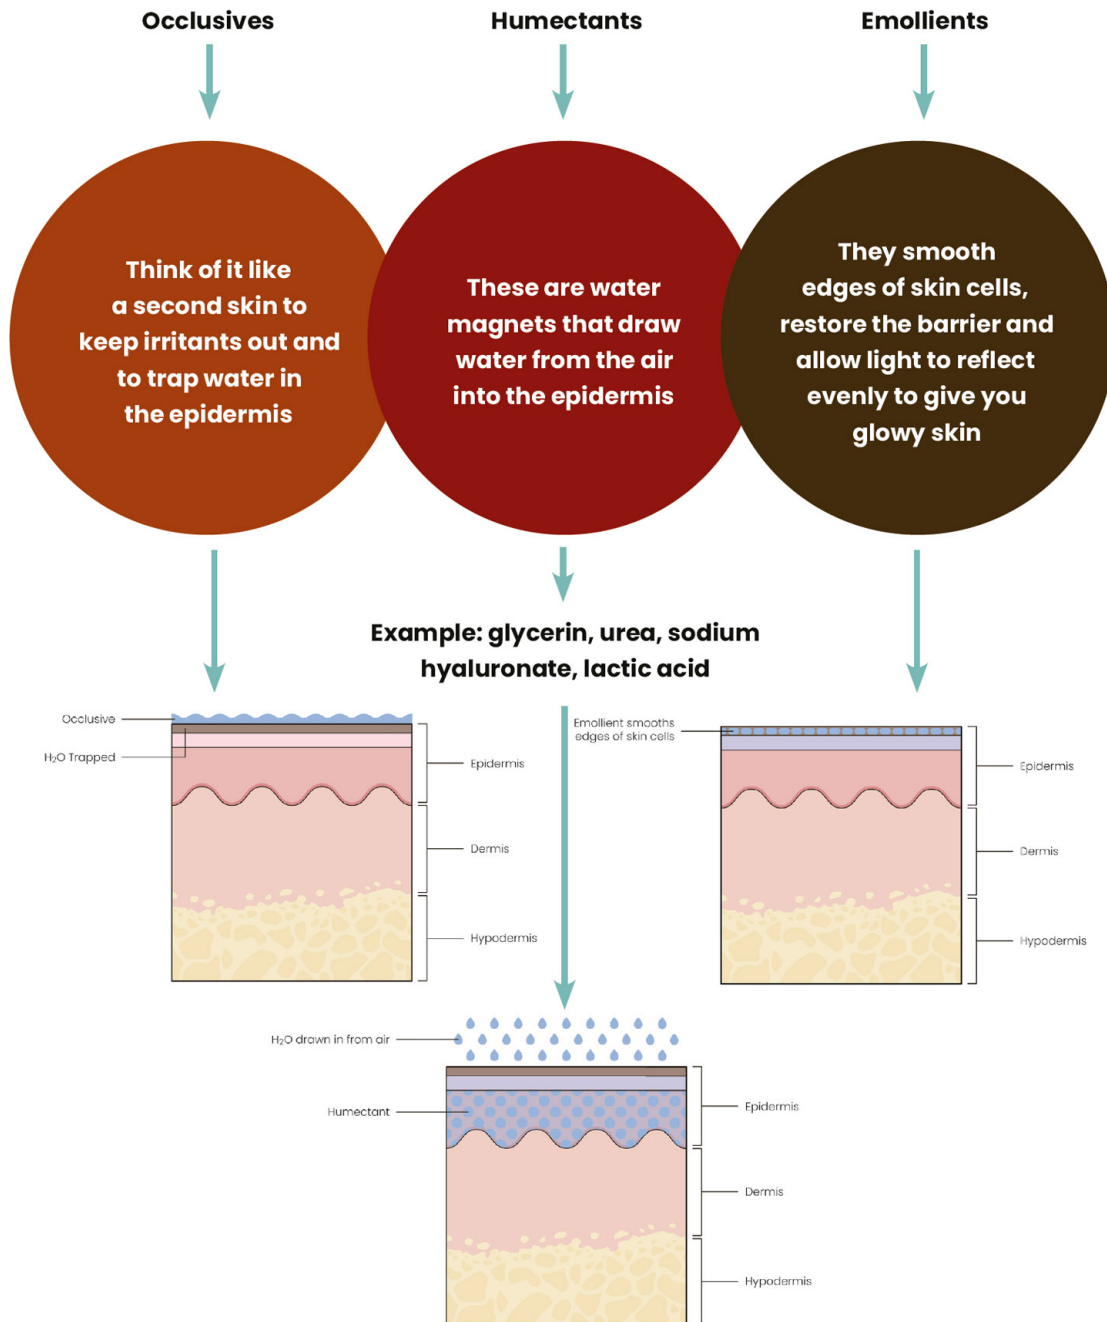 Occlusives
Humectants
Emollients
Think of it like
a second skin to
keep irritants out and
to trap water in
the epidermis
These are water
magnets that draw
water from the air
into the epidermis
They smooth
edges of skin cells,
restore the barrier and
allow light to reflect
evenly to give you
glowy skin
Example: glycerin, urea, sodium
hyaluronate, lactic acid
Occlusive
H₂O Trapped
Epidermis
Dermis
Hypodermis
Emollient smooths
edges of skin cells
Epidermis
Dermis
Hypodermis
H₂O drawn in from air
Humectant
Epidermis
Dermis
Hypodermis